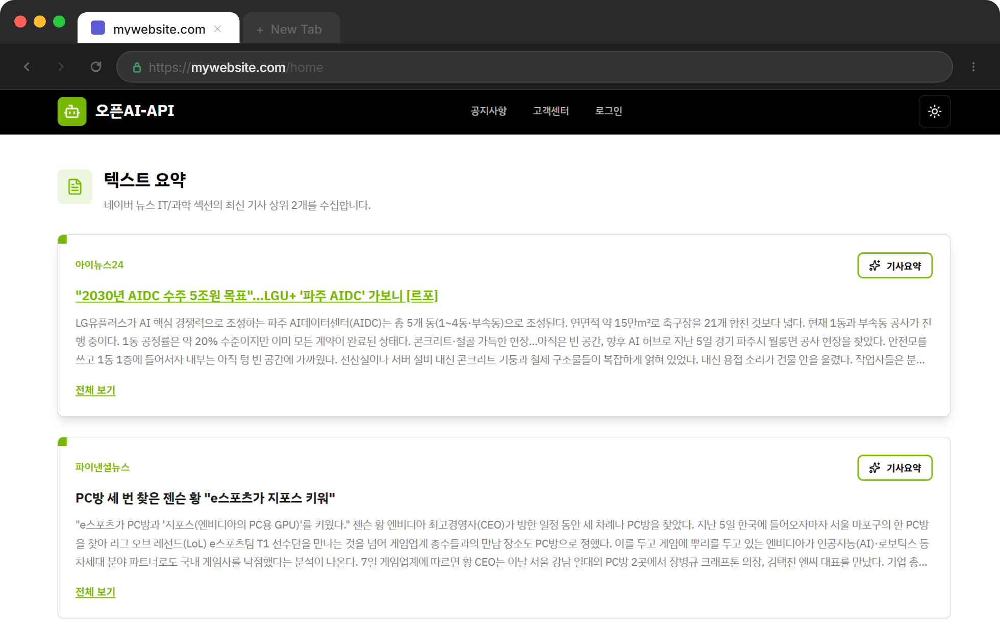 mywebsite.com
+ New Tab
https://mywebsite.com/home
오픈AI-API
공지사항
고객센터
로그인
텍스트 요약
네이버 뉴스 IT/과학 섹션의 최신 기사 상위 2개를 수집합니다.
아이뉴스24
기사요약
"2030년 AIDC 수주 5조원 목표"...LGU+ '파주 AIDC' 가보니 [르포]
LG유플러스가 AI 핵심 경쟁력으로 조성하는 파주 AI데이터센터(AIDC)는 총 5개 동(1~4동·부속동)으로 조성된다. 연면적 약 15만m²로 축구장을 21개 합친 것보다 넓다. 현재 1동과 부속동 공사가 진
행 중이다. 1동 공정률은 약 20% 수준이지만 이미 모든 계약이 완료된 상태다. 콘크리트·철골 가득한 현장...아직은 빈 공간, 향후 AI 허브로 지난 5일 경기 파주시 월롱면 공사 현장을 찾았다. 안전모를
쓰고 1동 1층에 들어서자 내부는 아직 텅 빈 공간에 가까웠다. 전산실이나 서버 설비 대신 콘크리트 기둥과 철제 구조물들이 복잡하게 얽혀 있었다. 대신 용접 소리가 건물 안을 울렸다. 작업자들은 분...
전체 보기
파이낸셜뉴스
기사요약
PC방 세 번 찾은 젠슨 황 "e스포츠가 지포스 키워"
"e스포츠가 PC방과 '지포스(엔비디아의 PC용 GPU)'를 키웠다." 젠슨 황 엔비디아 최고경영자(CEO)가 방한 일정 동안 세 차례나 PC방을 찾았다. 지난 5일 한국에 들어오자마자 서울 마포구의 한 PC방
을 찾아 리그 오브 레전드(LoL) e스포츠팀 T1 선수단을 만나는 것을 넘어 게임업계 총수들과의 만남 장소도 PC방으로 정했다. 이를 두고 게임에 뿌리를 두고 있는 엔비디아가 인공지능(AI)·로보틱스 등
차세대 분야 파트너로도 국내 게임사를 낙점했다는 분석이 나온다. 7일 게임업계에 따르면 황 CEO는 이날 서울 강남 일대의 PC방 2곳에서 장병규 크래프톤 의장, 김택진 엔씨 대표를 만났다. 기업 총...
전체 보기